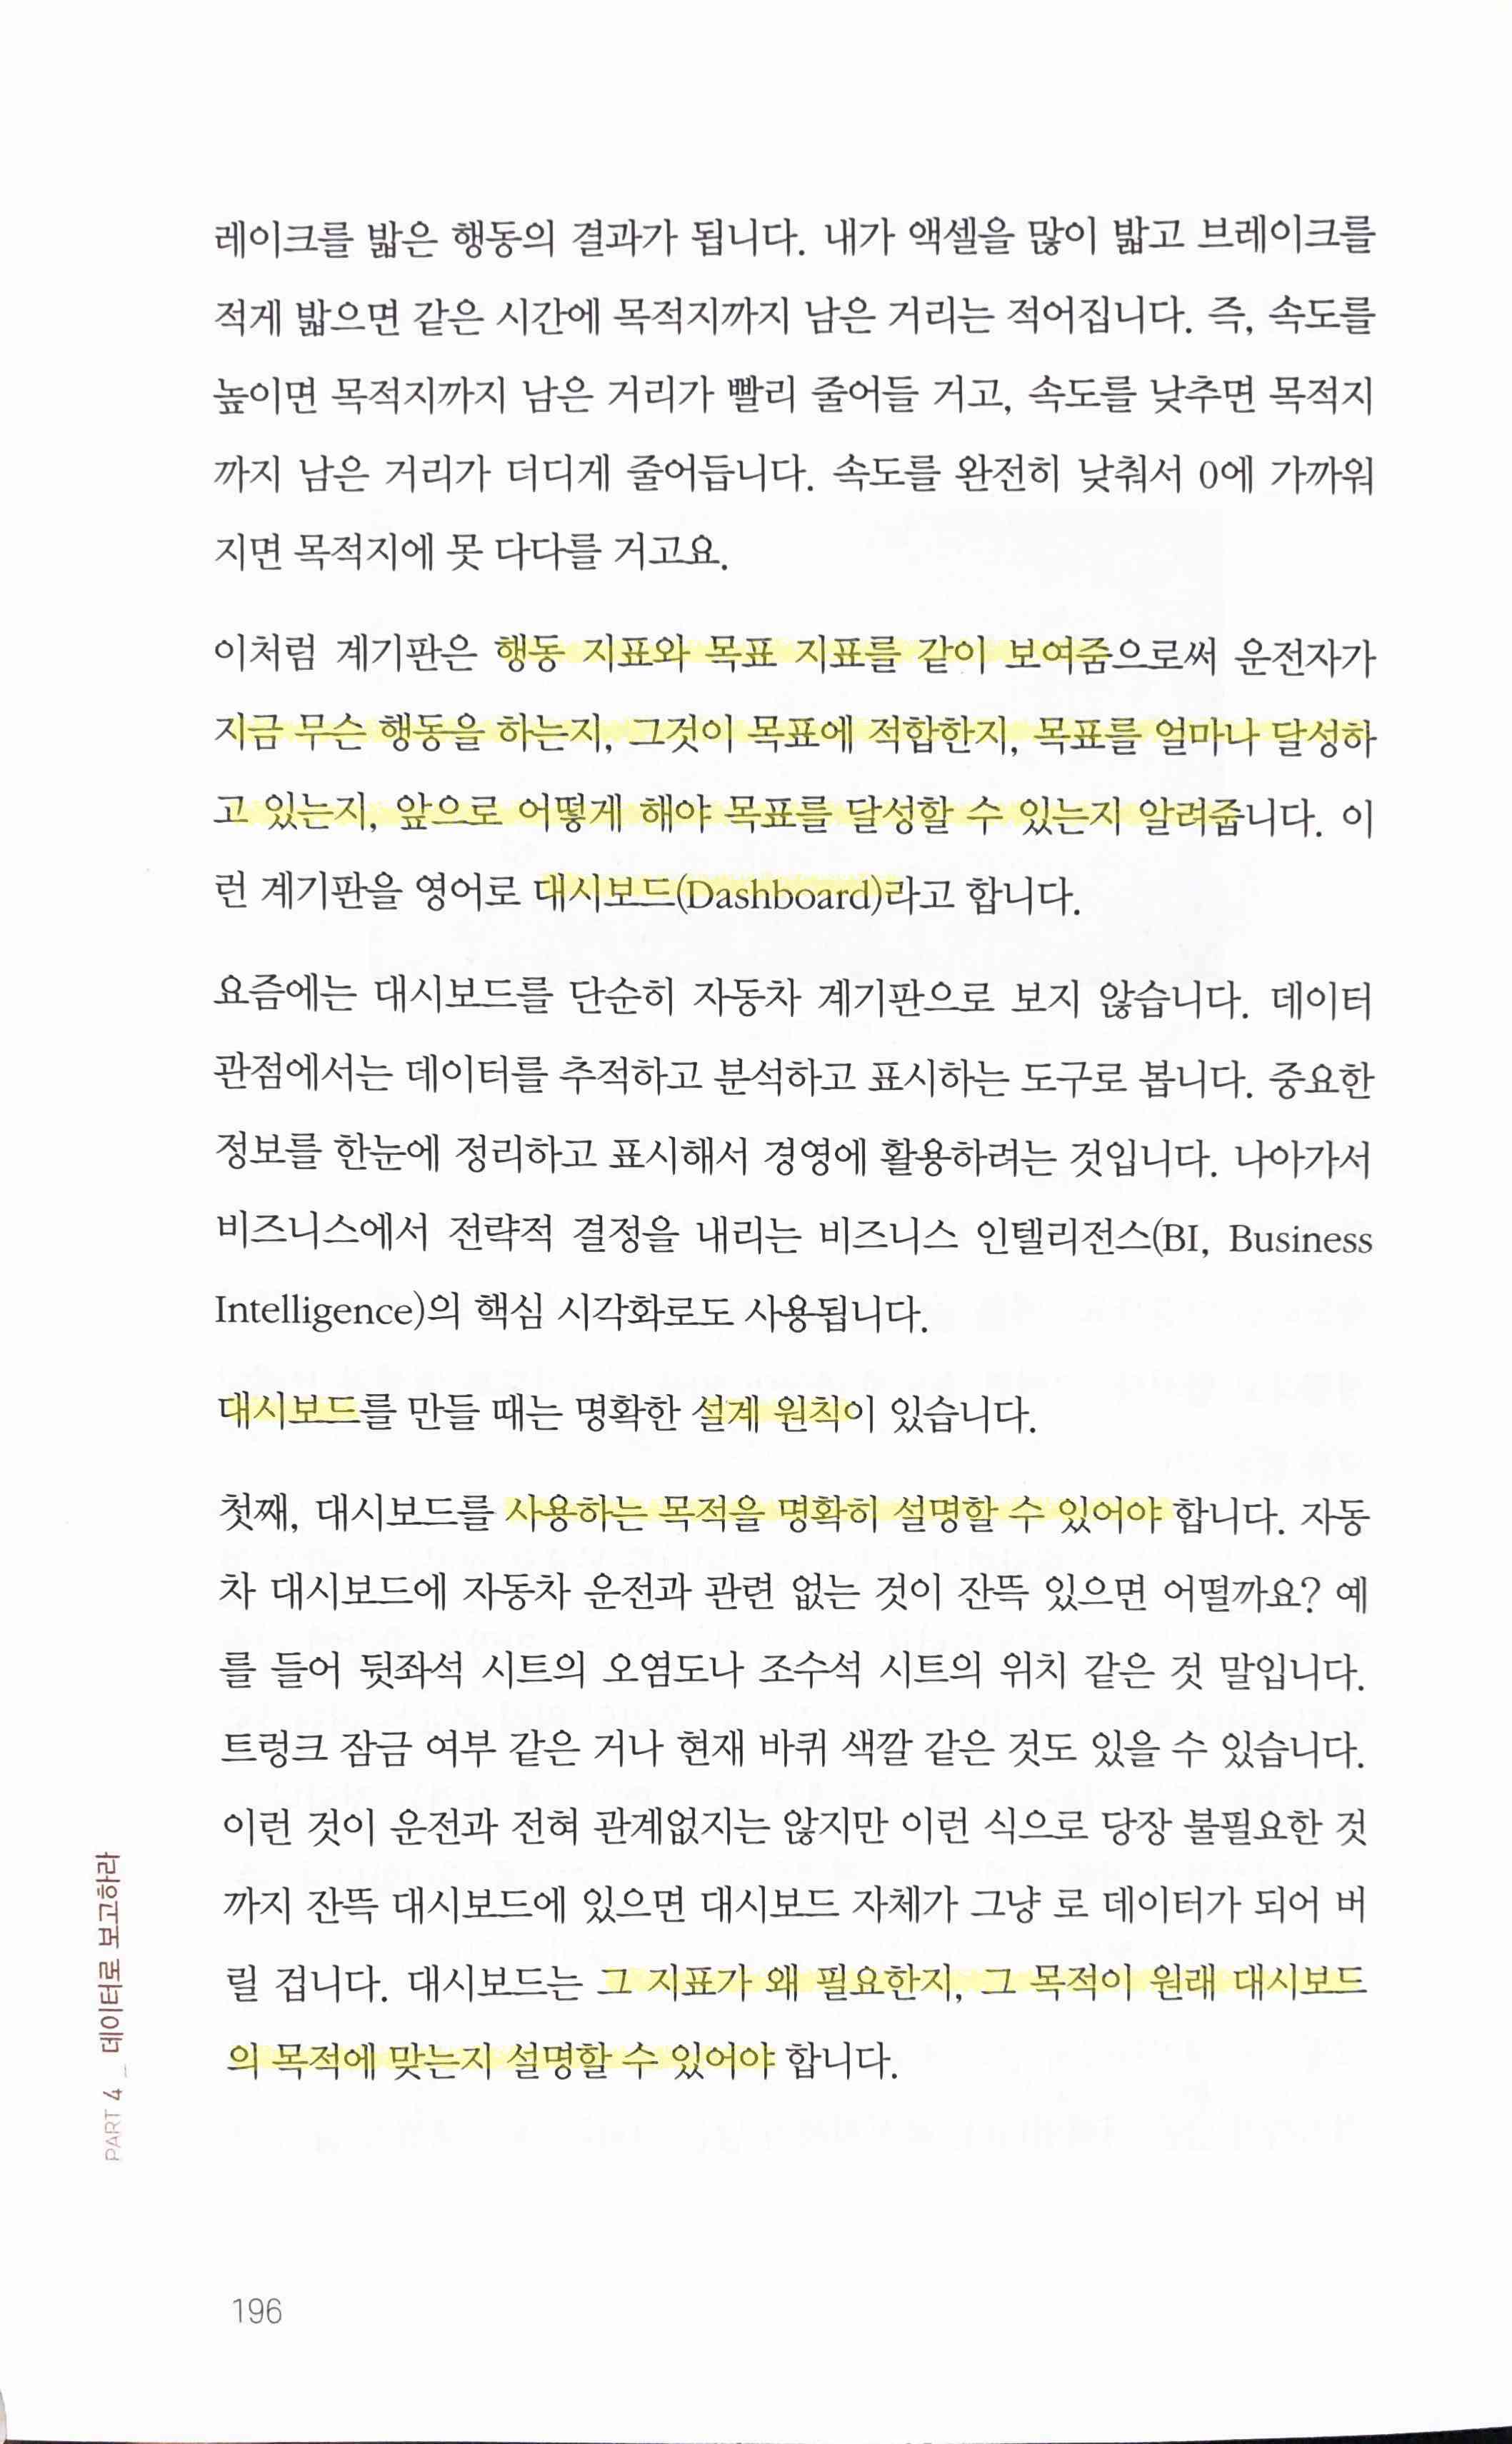 레이크를 밟은 행동의 결과가 됩니다. 내가 액셀을 많이 밟고 브레이크를
적게 밟으면 같은 시간에 목적지까지 남은 거리는 적어집니다. 즉, 속도를
높이면 목적지까지 남은 거리가 빨리 줄어들 거고, 속도를 낮추면 목적지
까지 남은 거리가 더디게 줄어듭니다. 속도를 완전히 낮춰서 0에 가까워
지면 목적지에 못 다다를 거고요.
이처럼 계기판은 행동 지표와 목표 지표를 같이 보여줌으로써 운전자가
지금 무슨 행동을 하는지, 그것이 목표에 적합한지, 목표를 얼마나 달성하
고 있는지, 앞으로 어떻게 해야 목표를 달성할 수 있는지 알려줍니다. 이
런 계기판을 영어로 대시보드(Dashboard)라고 합니다.
요즘에는 대시보드를 단순히 자동차 계기판으로 보지 않습니다. 데이터
관점에서는 데이터를 추적하고 분석하고 표시하는 도구로 봅니다. 중요한
정보를 한눈에 정리하고 표시해서 경영에 활용하려는 것입니다. 나아가서
비즈니스에서 전략적 결정을 내리는 비즈니스 인텔리전스(BI, Business
Intelligence)의 핵심 시각화로도 사용됩니다.
대시보드를 만들 때는 명확한 설계 원칙이 있습니다.
첫째, 대시보드를 사용하는 목적을 명확히 설명할 수 있어야 합니다. 자동
차 대시보드에 자동차 운전과 관련 없는 것이 잔뜩 있으면 어떨까요? 예
를 들어 뒷좌석 시트의 오염도나 조수석 시트의 위치 같은 것 말입니다.
트렁크 잠금 여부 같은 거나 현재 바퀴 색깔 같은 것도 있을 수 있습니다.
이런 것이 운전과 전혀 관계없지는 않지만 이런 식으로 당장 불필요한 것
까지 잔뜩 대시보드에 있으면 대시보드 자체가 그냥 로 데이터가 되어 버
릴 겁니다. 대시보드는 그 지표가 왜 필요한지, 그 목적이 원래 대시보드
의 목적에 맞는지 설명할 수 있어야 합니다.
PART 4 _ 데이터로 보고하라
196